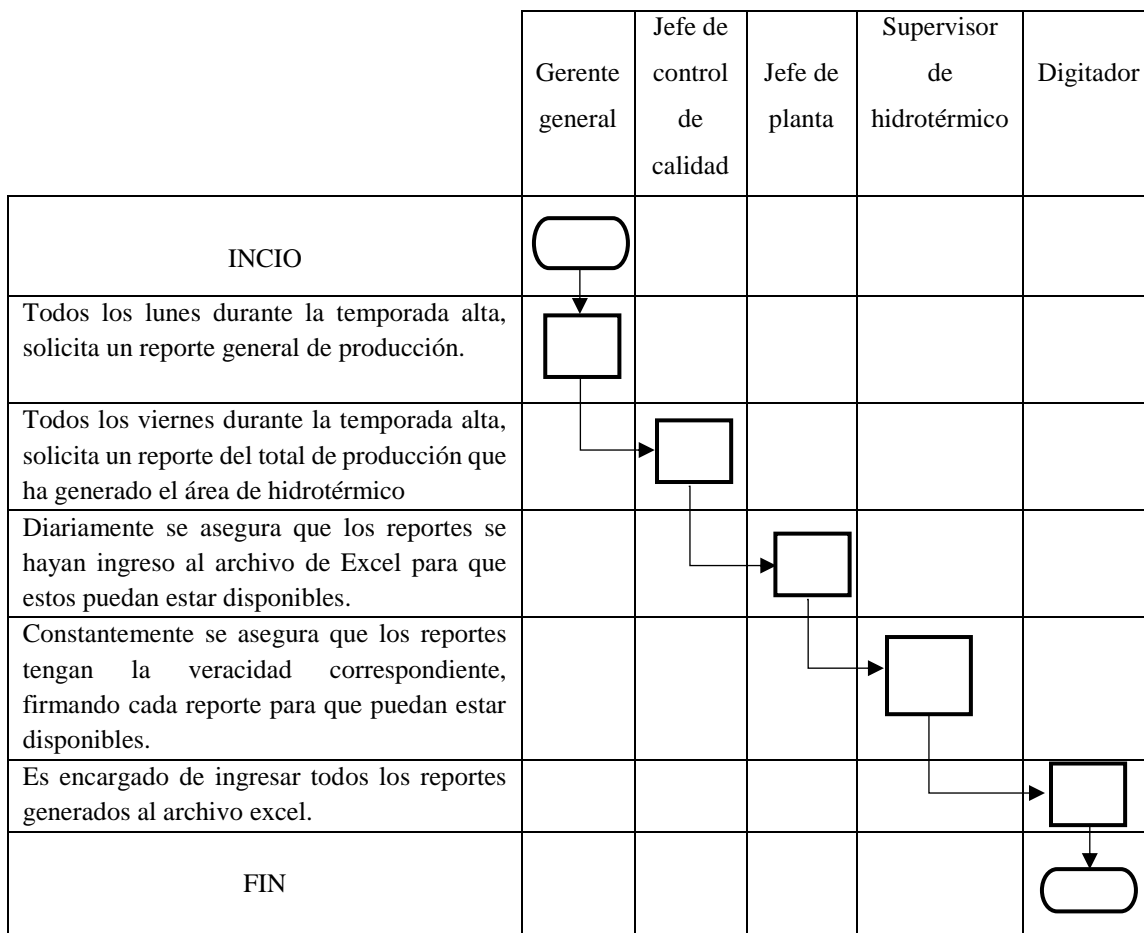 Gerente
general
Jefe de
control
de
calidad
Jefe de
planta
Supervisor
de
hidrotérmico
Digitador
INCIO
Todos los lunes durante la temporada alta,
solicita un reporte general de producción.
Todos los viernes durante la temporada alta,
solicita un reporte del total de producción que
ha generado el área de hidrotérmico
Diariamente se asegura que los reportes se
hayan ingreso al archivo de Excel para que
estos puedan estar disponibles.
Constantemente se asegura que los reportes
tengan la veracidad correspondiente,
firmando cada reporte para que puedan estar
disponibles.
Es encargado de ingresar todos los reportes
generados al archivo excel.
FIN